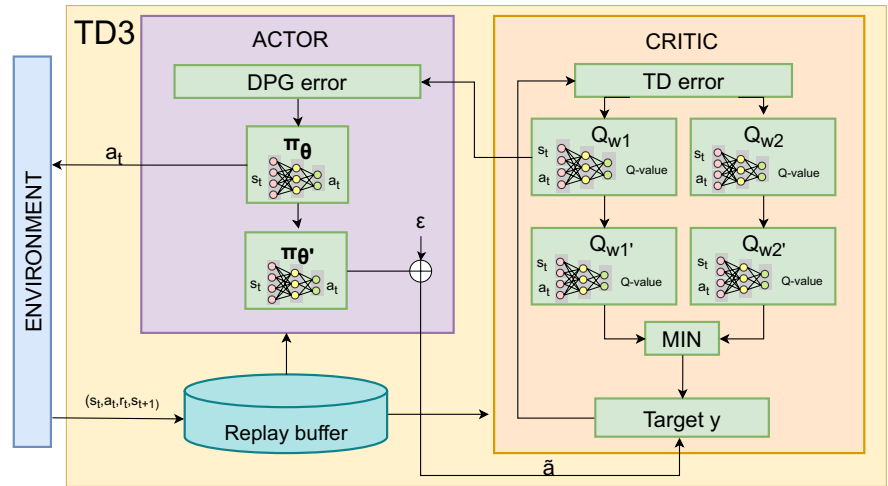 TD3
ACTOR
CRITIC
DPG error
TD error
π_θ
s_t
a_t
a_t
Q_w1
s_t
a_t
Q-value
Q_w2
s_t
a_t
Q-value
ENVIRONMENT
π_θ'
s_t
a_t
ε
Q_w1'
s_t
a_t
Q-value
Q_w2'
s_t
a_t
Q-value
MIN
(s_t,a_t,r_t,s_t+1)
Replay buffer
Target y
ã